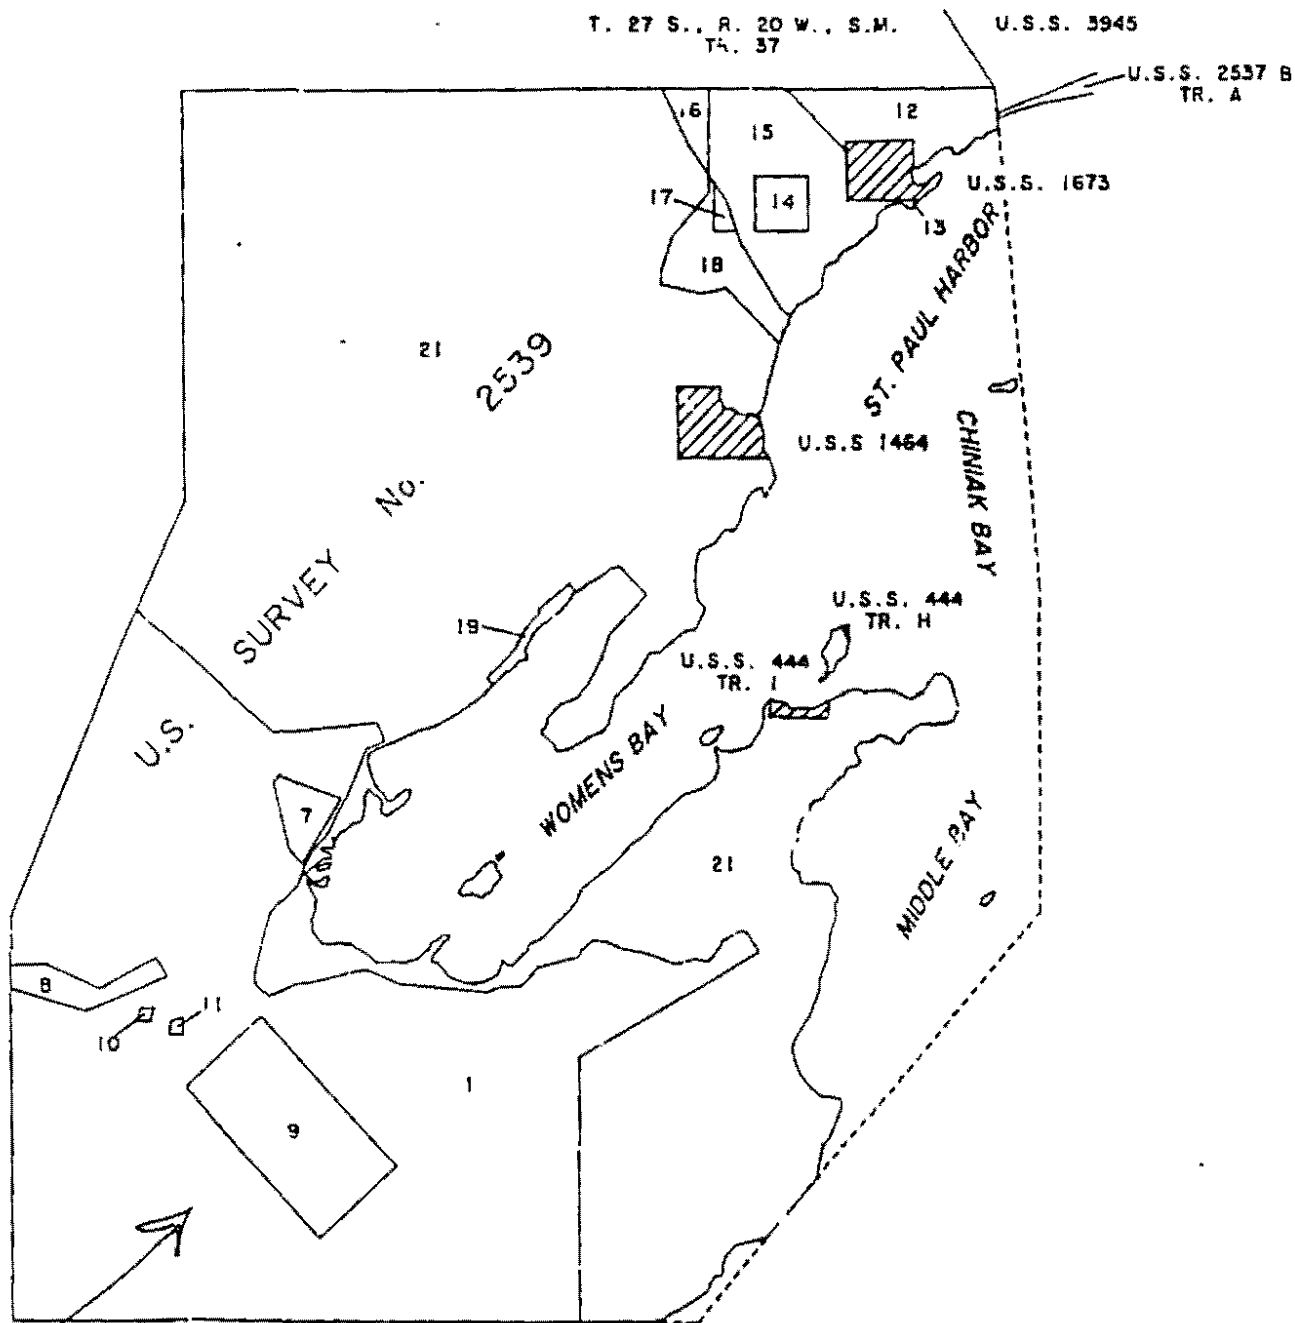 T. 27 S., R. 20 W., S.M.
TR. 37
U.S.S. 3945
U.S.S. 2537 B
TR. A
16
15
12
17
14
U.S.S. 1673
13
18
ST. PAUL HARBOR
21
U.S. SURVEY No. 2539
U.S.S 1464
CHINIAK BAY
U.S.S. 444
TR. H
19
U.S.S. 444
TR. I
WOMENS BAY
7
21
MIDDLE BAY
8
11
10
1
9